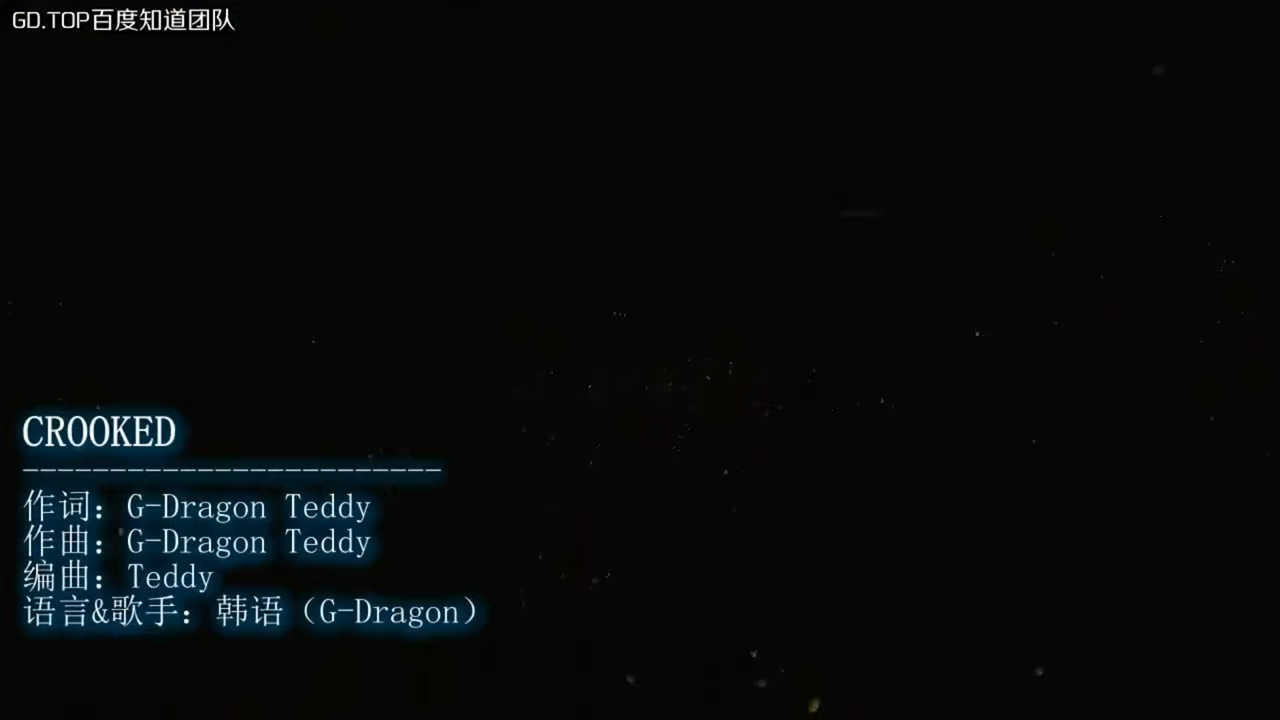 GD.TOP百度知道团队
CROOKED
------------------------
作词：G-Dragon Teddy
作曲：G-Dragon Teddy
编曲：Teddy
语言&歌手：韩语（G-Dragon）